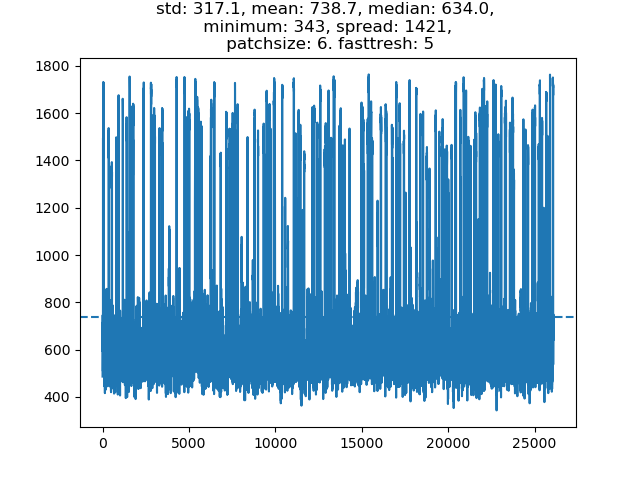 std: 317.1, mean: 738.7, median: 634.0,
minimum: 343, spread: 1421,
patchsize: 6. fasttresh: 5
1800
1600
1400
1200
1000
800
600
400
0 5000 10000 15000 20000 25000